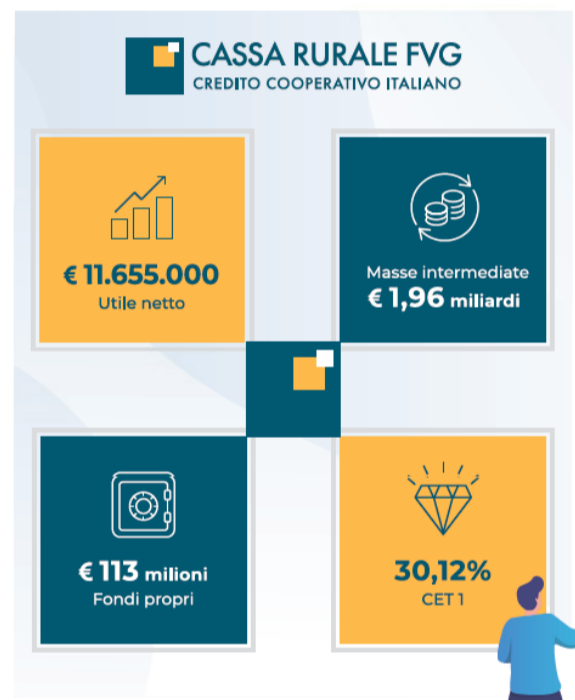 CASSA RURALE FVG
CREDITO COOPERATIVO ITALIANO
€ 11.655.000
Utile netto
Masse intermediate
€ 1,96 miliardi
€ 113 milioni
Fondi propri
30,12%
CET 1